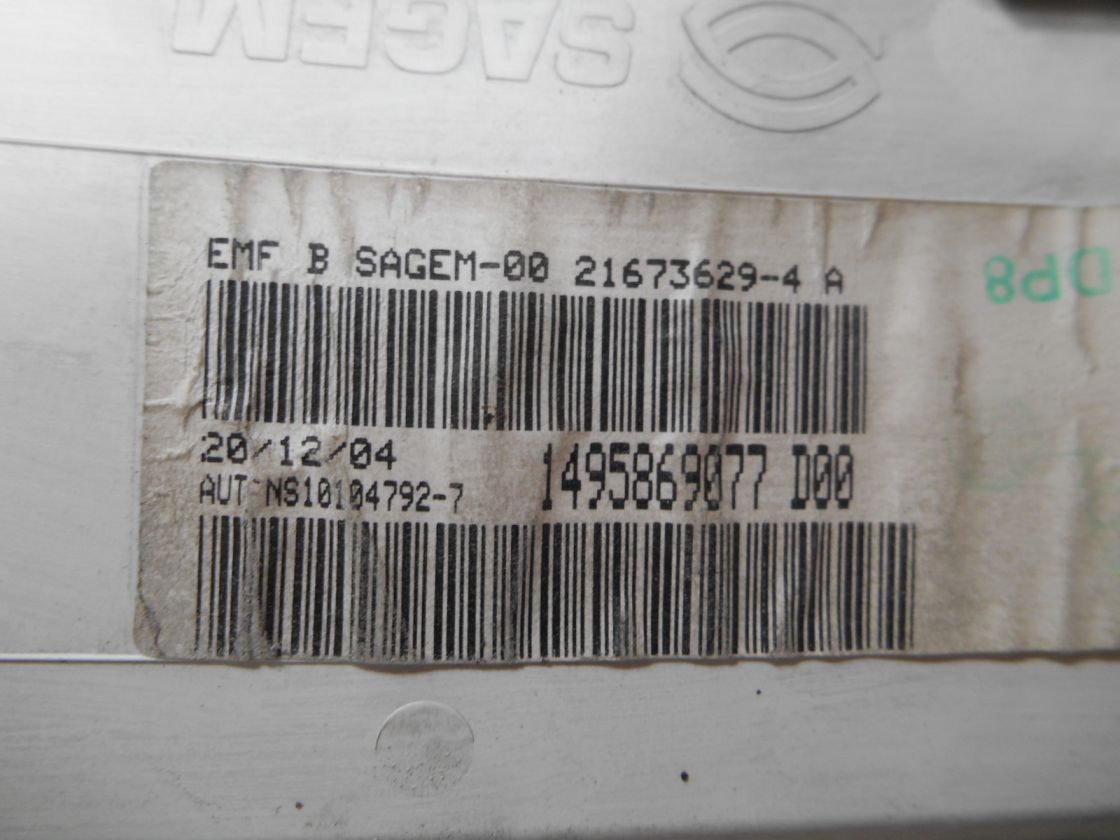 SAGEM
EMF B SAGEM-00 21673629-4 A
DP8
20/12/04
1495869077 D00
AUT NS10104792-7